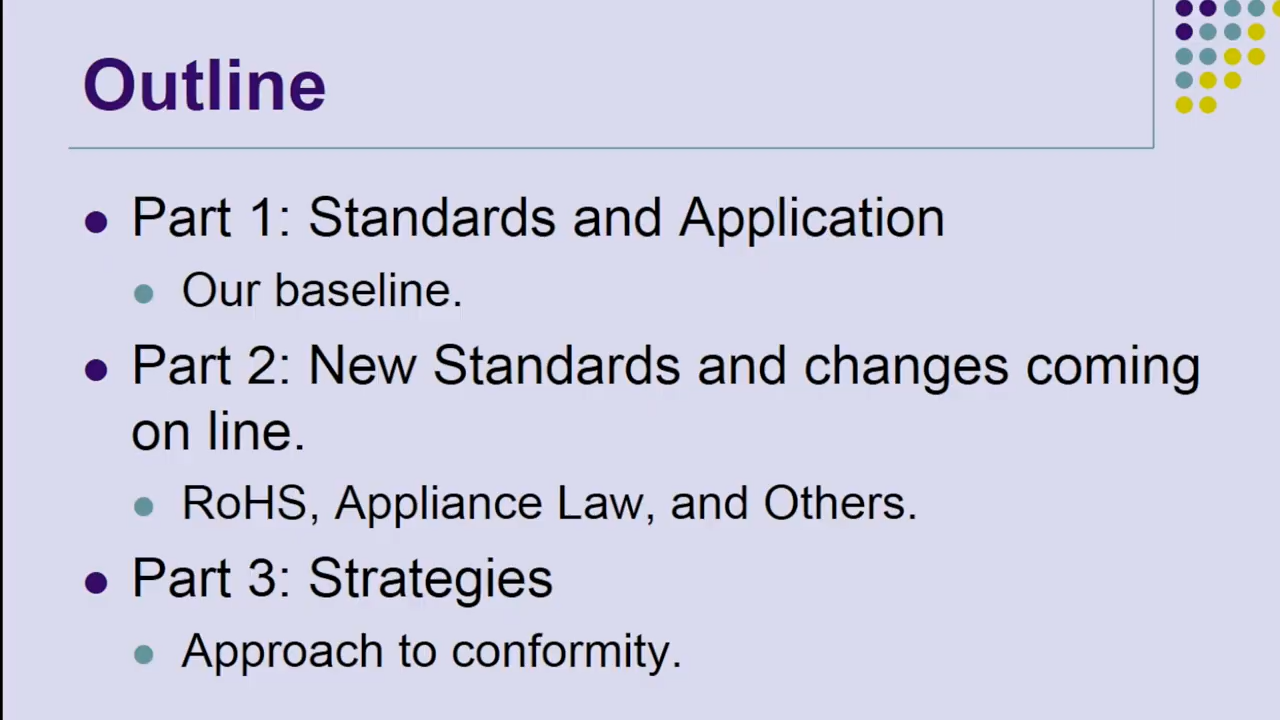 Outline
Part 1: Standards and Application
Our baseline.
Part 2: New Standards and changes coming
on line.
RoHS, Appliance Law, and Others.
Part 3: Strategies
Approach to conformity.